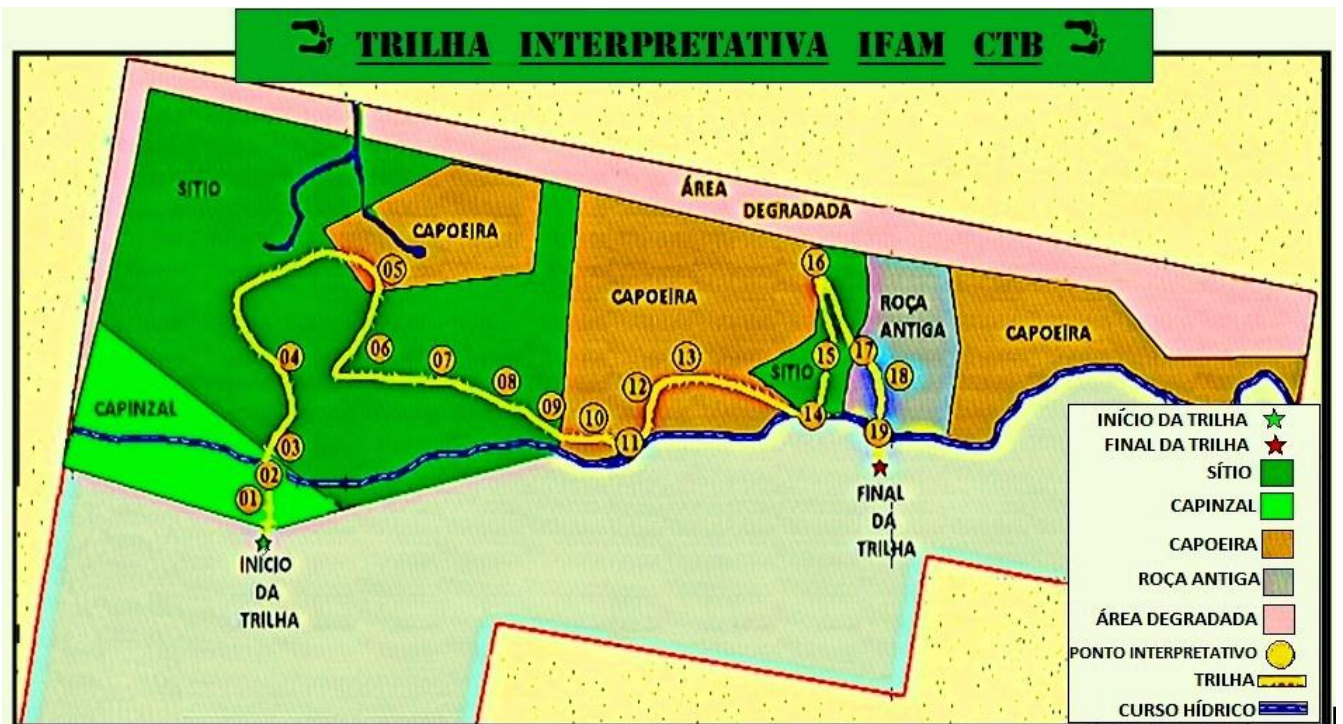 TRILHA INTERPRETATIVA IFAM CTB
SITIO
CAPOEIRA
ÁREA
DEGRADADA
CAPINZAL
CAPOEIRA
SITIO
ROÇA
ANTIGA
CAPOEIRA
01
02
03
04
05
06
07
08
09
10
11
12
13
14
15
16
17
18
19
INÍCIO
DA
TRILHA
FINAL
DA
TRILHA
INÍCIO DA TRILHA
FINAL DA TRILHA
SÍTIO
CAPINZAL
CAPOEIRA
ROÇA ANTIGA
ÁREA DEGRADADA
PONTO INTERPRETATIVO
TRILHA
CURSO HÍDRICO